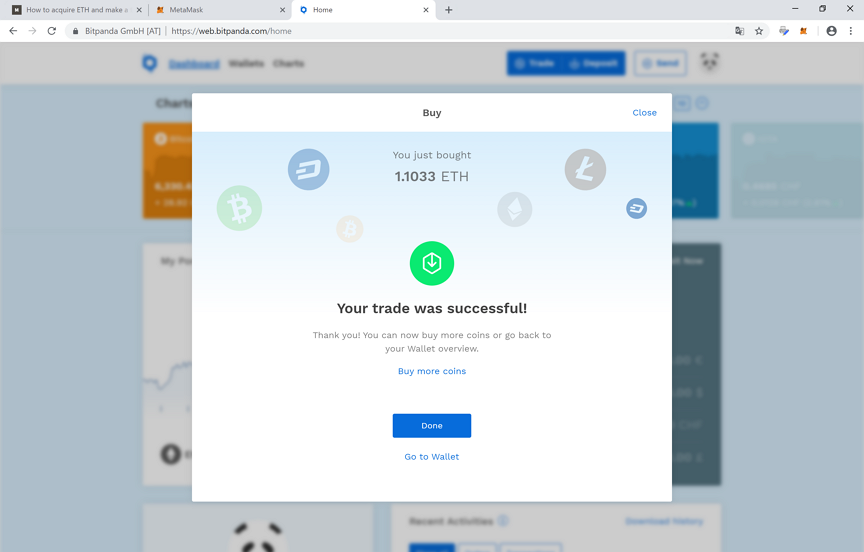 How to acquire ETH and make a
MetaMask
Home
Bitpanda GmbH [AT]
https://web.bitpanda.com/home
Dashboard
Wallets
Charts
Trade
Deposit
Send
Charts
Buy
Close
You just bought
1.1033 ETH
Your trade was successful!
Thank you! You can now buy more coins or go back to
your Wallet overview.
Buy more coins
Done
Go to Wallet
Recent Activities
Download history